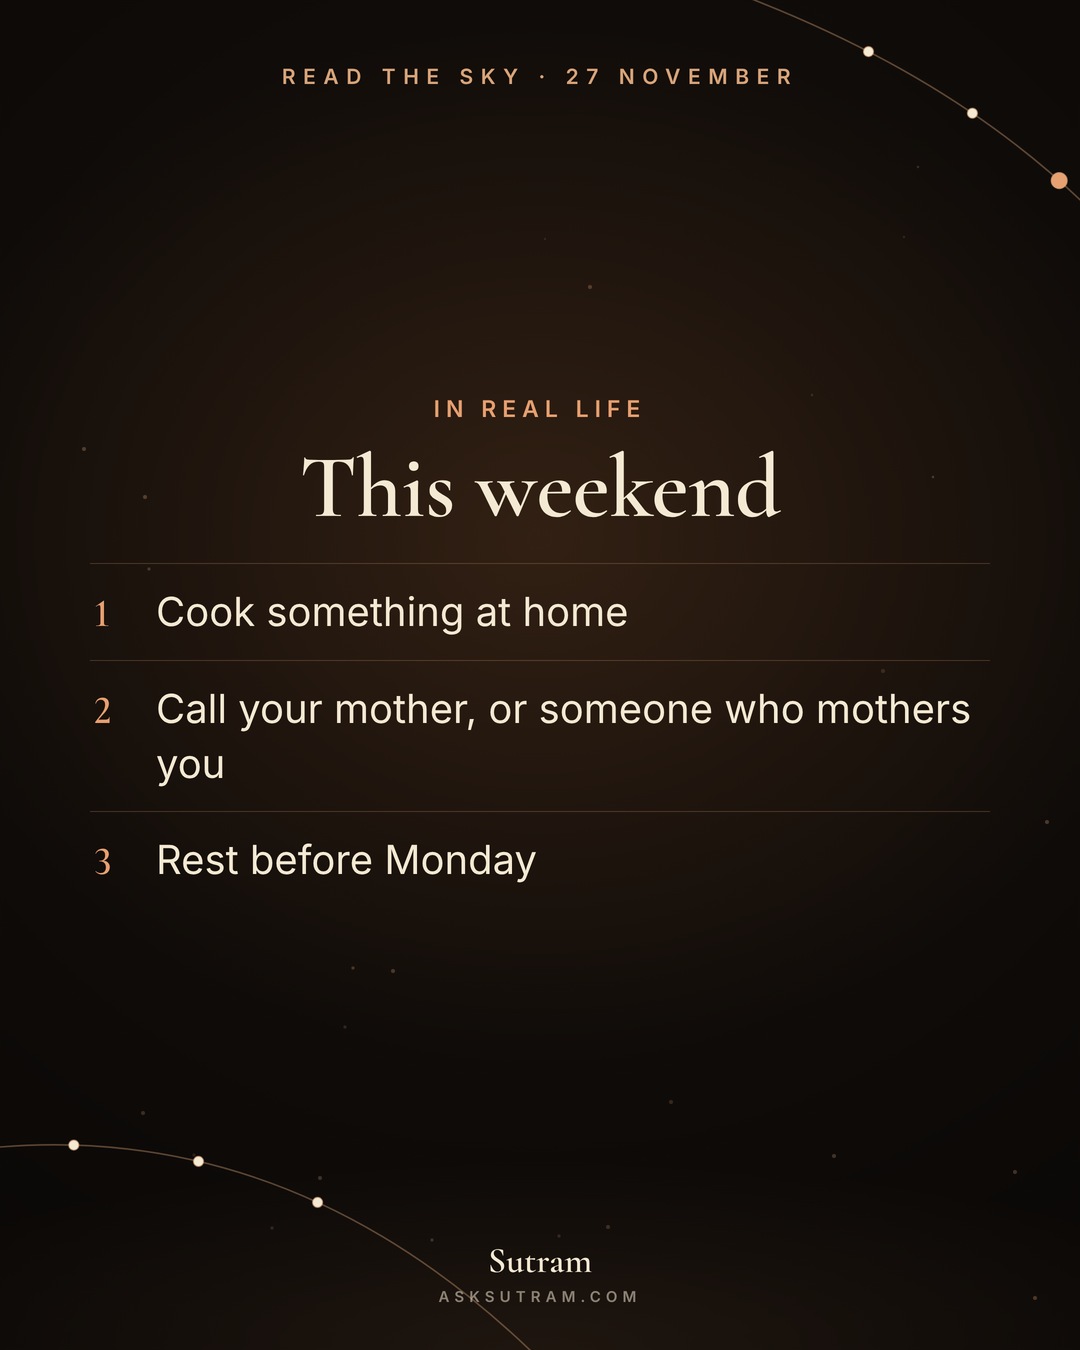 READ THE SKY · 27 NOVEMBER
IN REAL LIFE
This weekend
1 Cook something at home
2 Call your mother, or someone who mothers
you
3 Rest before Monday
Sutram
ASKSUTRAM.COM